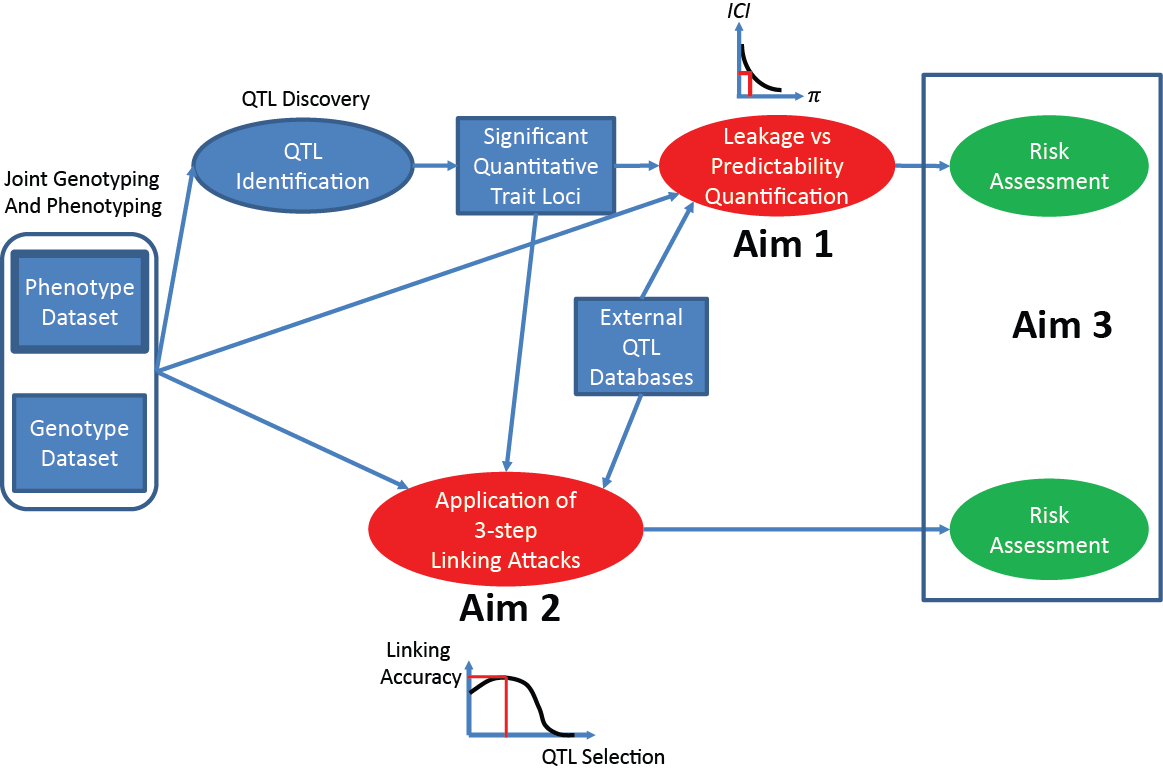 ICI
π
QTL Discovery
QTL
Identification
Significant
Quantitative
Trait Loci
Leakage vs
Predictability
Quantification
Aim 1
Risk
Assessment
Joint Genotyping
And Phenotyping
Phenotype
Dataset
Genotype
Dataset
External
QTL
Databases
Aim 3
Application of
3-step
Linking Attacks
Aim 2
Risk
Assessment
Linking
Accuracy
QTL Selection